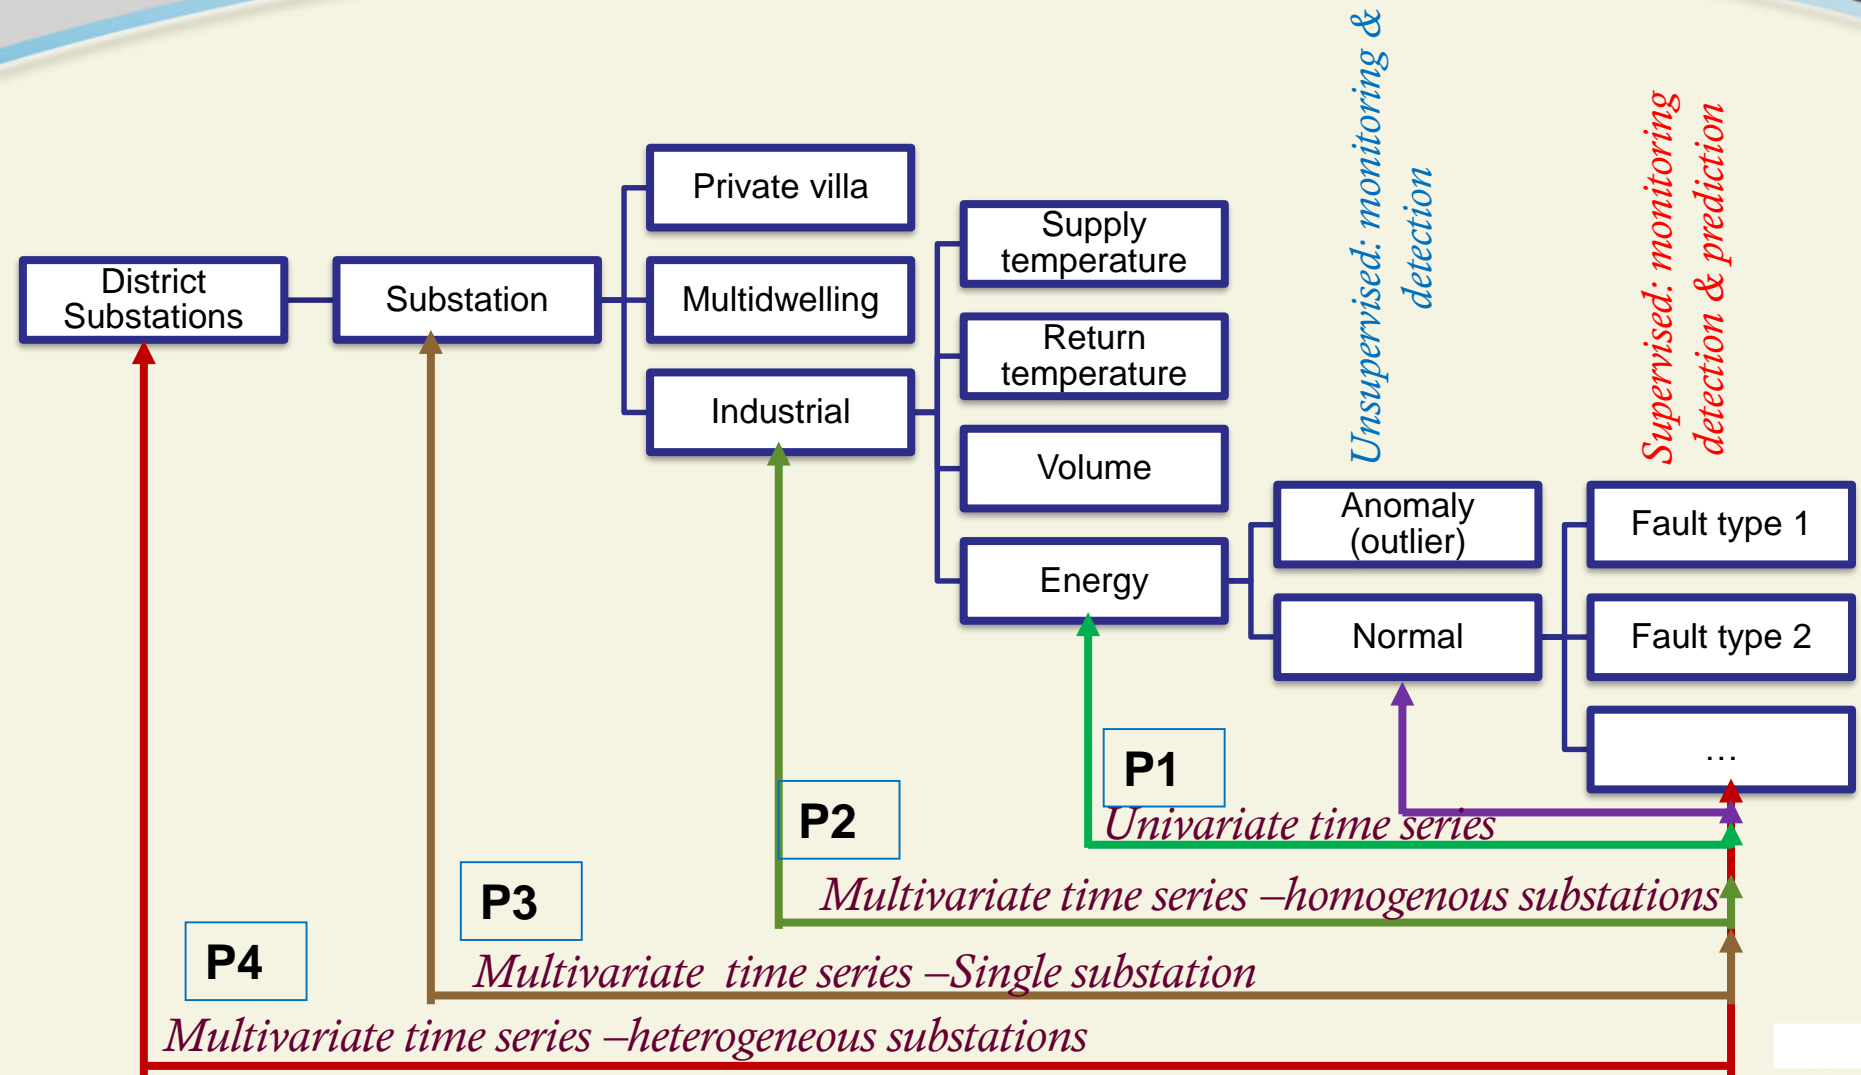 District
Substations
Substation
Private villa
Multidwelling
Industrial
Supply
temperature
Return
temperature
Volume
Energy
Unsupervised: monitoring &
detection
Anomaly
(outlier)
Normal
Supervised: monitoring
detection & prediction
Fault type 1
Fault type 2
...
P1
Univariate time series
P2
Multivariate time series –homogenous substations
P3
Multivariate  time series –Single substation
P4
Multivariate time series –heterogeneous substations